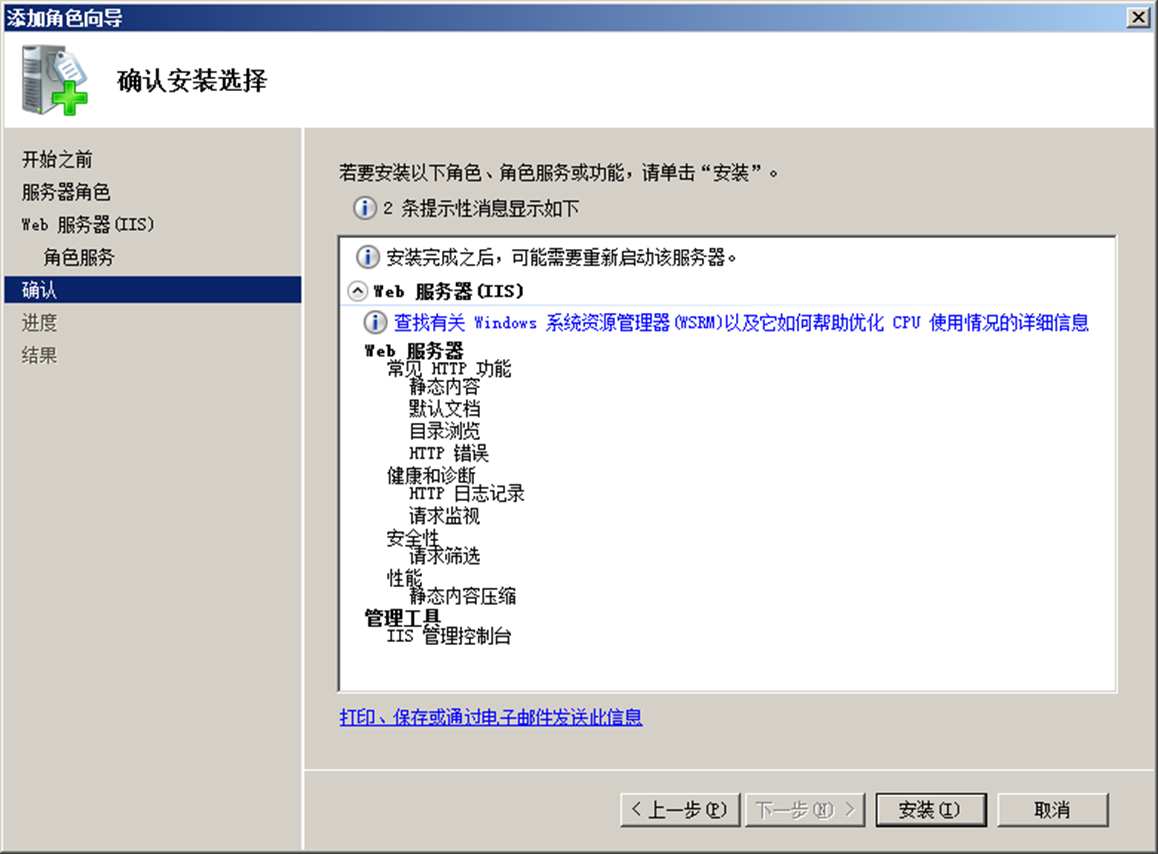 添加角色向导
确认安装选择
开始之前
服务器角色
Web 服务器(IIS)
角色服务
确认
进度
结果
若要安装以下角色、角色服务或功能，请单击“安装”。
2 条提示性消息显示如下
安装完成之后，可能需要重新启动该服务器。
Web 服务器(IIS)
查找有关 Windows 系统资源管理器(WSRM)以及它如何帮助优化 CPU 使用情况的详细信息
Web 服务器
常见 HTTP 功能
静态内容
默认文档
目录浏览
HTTP 错误
健康和诊断
HTTP 日志记录
请求监视
安全性
请求筛选
性能
静态内容压缩
管理工具
IIS 管理控制台
打印、保存或通过电子邮件发送此信息
< 上一步(P)
下一步(N) >
安装(I)
取消